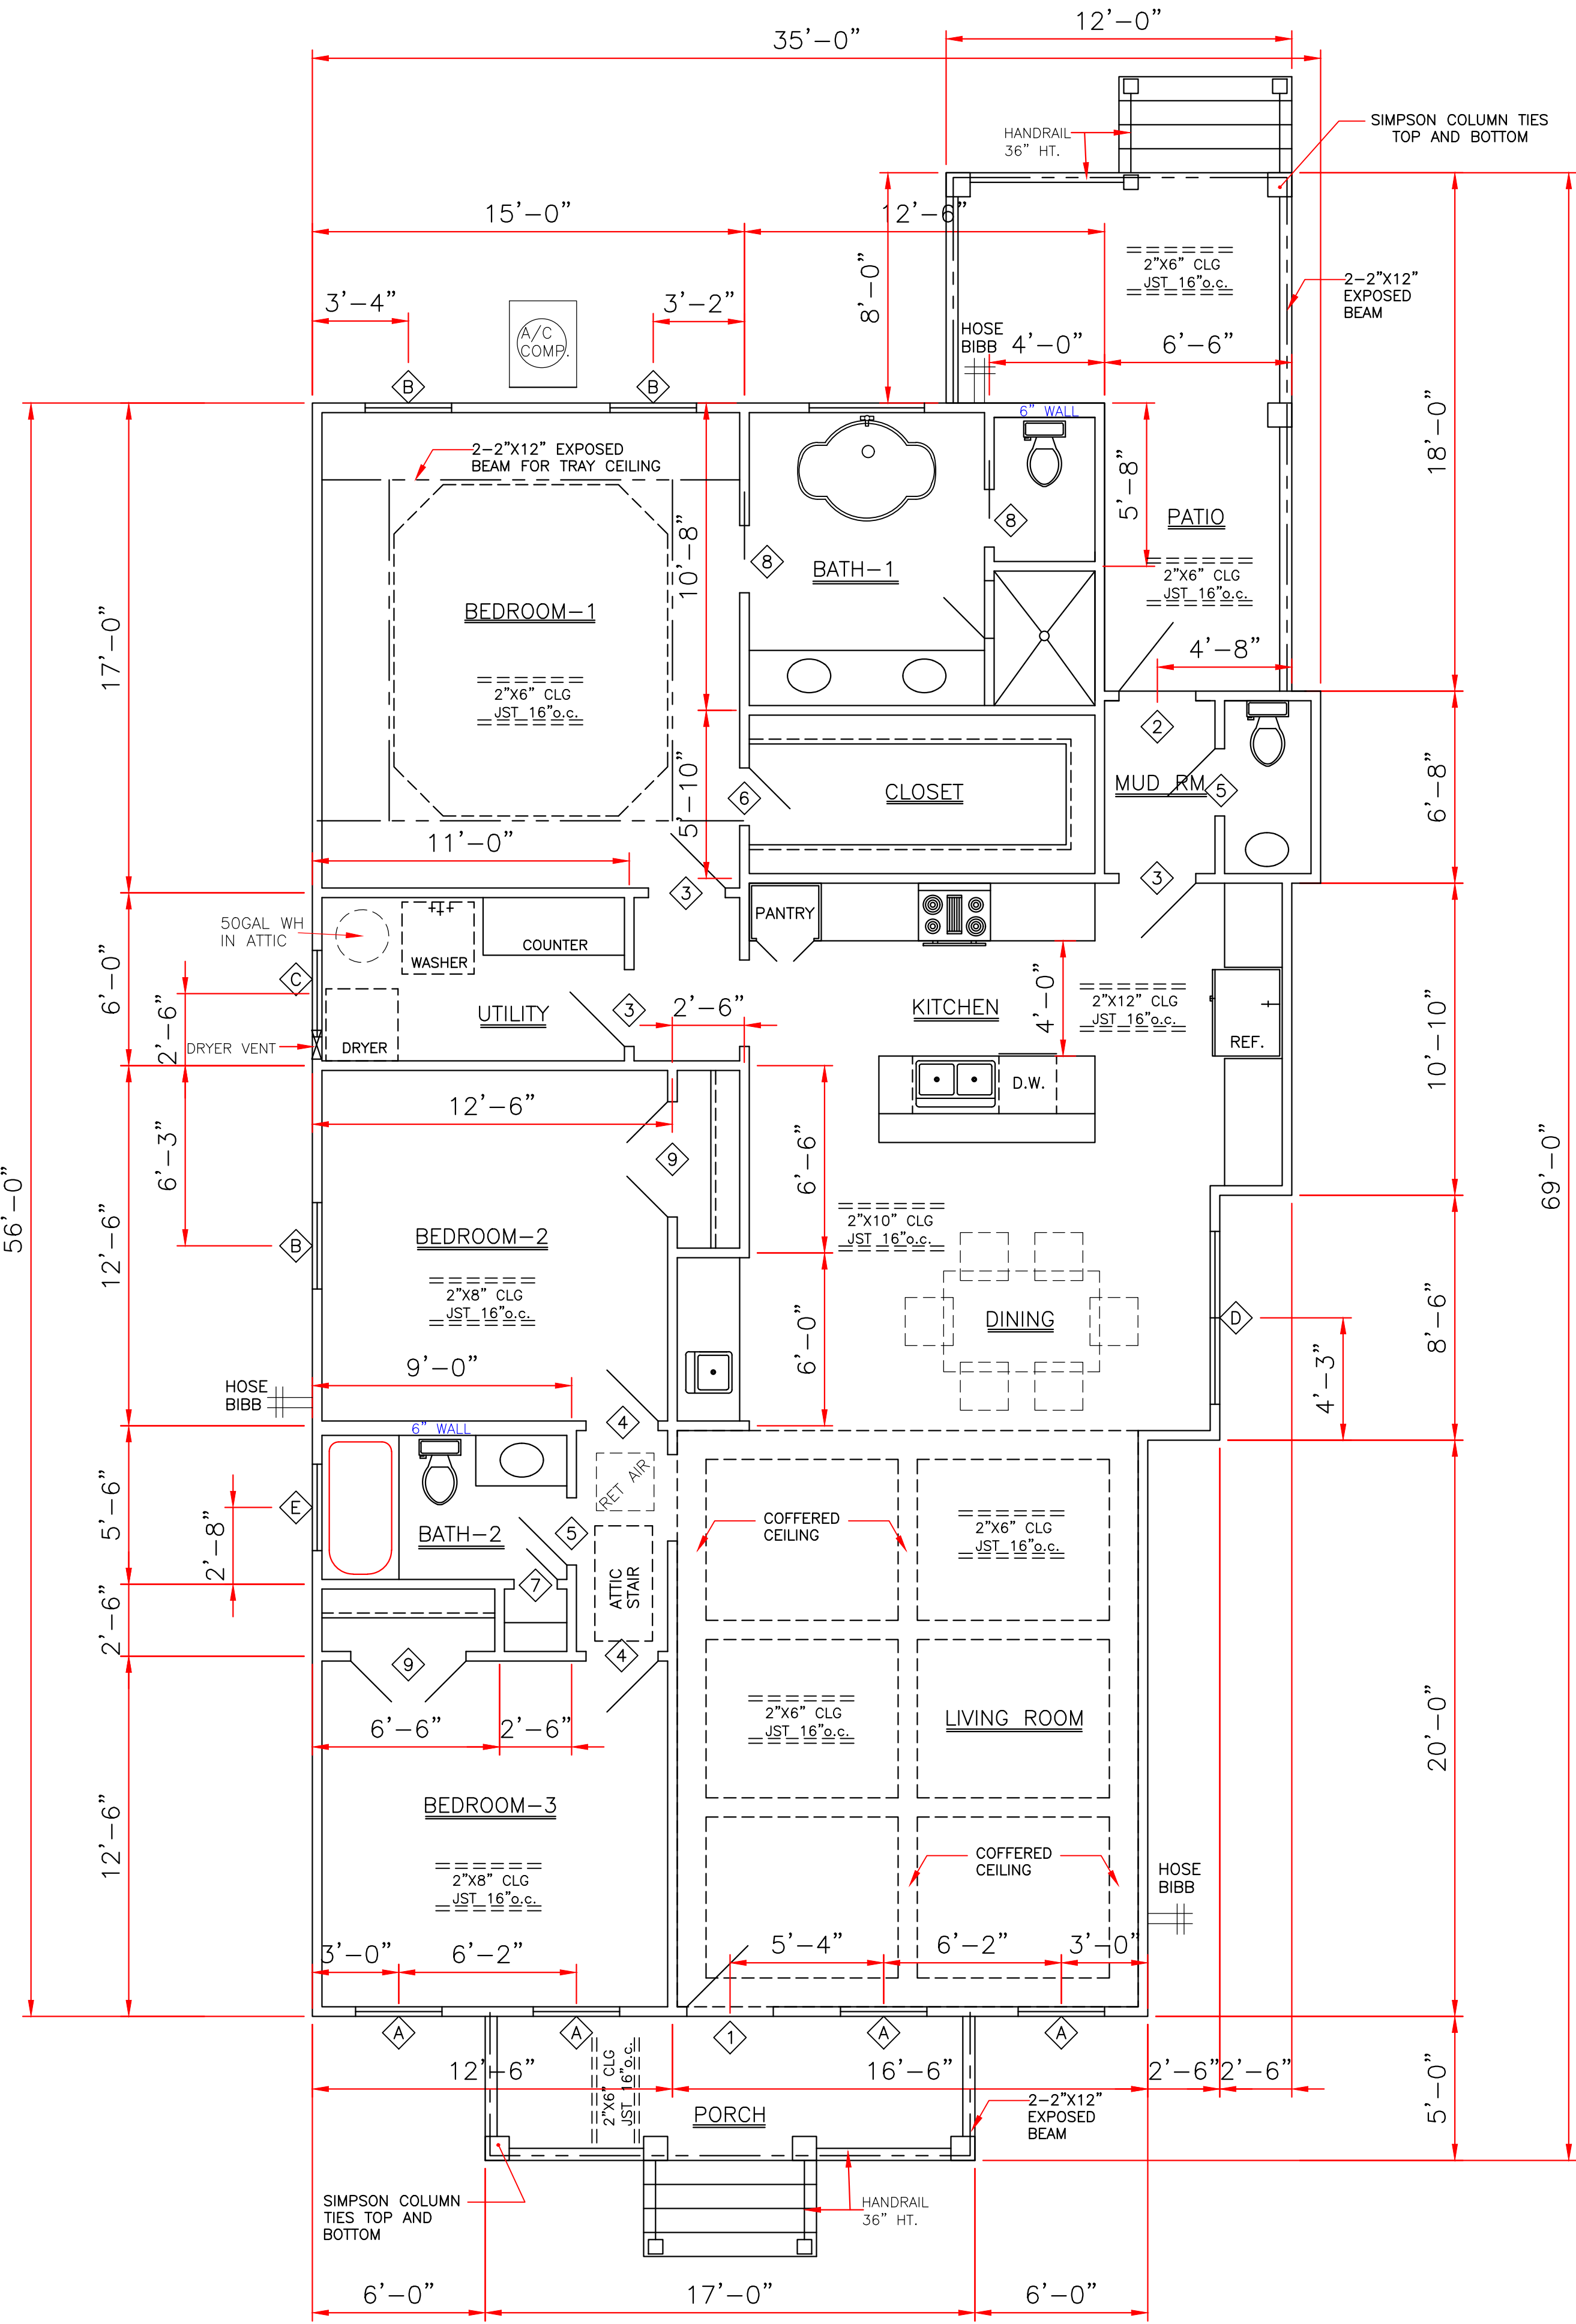 12'-0"
35'-0"
SIMPSON COLUMN TIES
TOP AND BOTTOM
HANDRAIL
36" HT.
15'-0"
12'-6"
8'-0"
2"X6" CLG
JST 16"o.c.
2-2"X12"
EXPOSED
BEAM
3'-4"
A/C
COMP.
3'-2"
HOSE
BIBB
4'-0"
6'-6"
B
B
6" WALL
2-2"X12" EXPOSED
BEAM FOR TRAY CEILING
18'-0"
5'-8"
10'-8"
8
8
PATIO
BATH-1
2"X6" CLG
JST 16"o.c.
17'-0"
BEDROOM-1
4'-8"
2"X6" CLG
JST 16"o.c.
2
5'-10"
6
CLOSET
MUD RM
5
6'-8"
11'-0"
3
3
50GAL WH
IN ATTIC
PANTRY
COUNTER
WASHER
C
6'-0"
2'-6"
UTILITY
3
2'-6"
KITCHEN
4'-0"
2"X12" CLG
JST 16"o.c.
REF.
10'-10"
DRYER VENT
DRYER
D.W.
12'-6"
6'-3"
9
6'-6"
56'-0"
69'-0"
12'-6"
B
BEDROOM-2
2"X10" CLG
JST 16"o.c.
2"X8" CLG
JST 16"o.c.
DINING
D
8'-6"
6'-0"
4'-3"
9'-0"
HOSE
BIBB
4
6" WALL
RET AIR
E
5'-6"
2'-8"
BATH-2
5
COFFERED
CEILING
2"X6" CLG
JST 16"o.c.
7
ATTIC
STAIR
2'-6"
9
4
6'-6"
2'-6"
2"X6" CLG
JST 16"o.c.
LIVING ROOM
20'-0"
BEDROOM-3
12'-6"
COFFERED
CEILING
HOSE
BIBB
2"X8" CLG
JST 16"o.c.
3'-0"
6'-2"
5'-4"
6'-2"
3'-0"
A
A
1
A
A
12'-6"
2"X6" CLG
JST 16"o.c.
16'-6"
2'-6"
2'-6"
5'-0"
PORCH
2-2"X12"
EXPOSED
BEAM
SIMPSON COLUMN
TIES TOP AND
BOTTOM
HANDRAIL
36" HT.
6'-0"
17'-0"
6'-0"